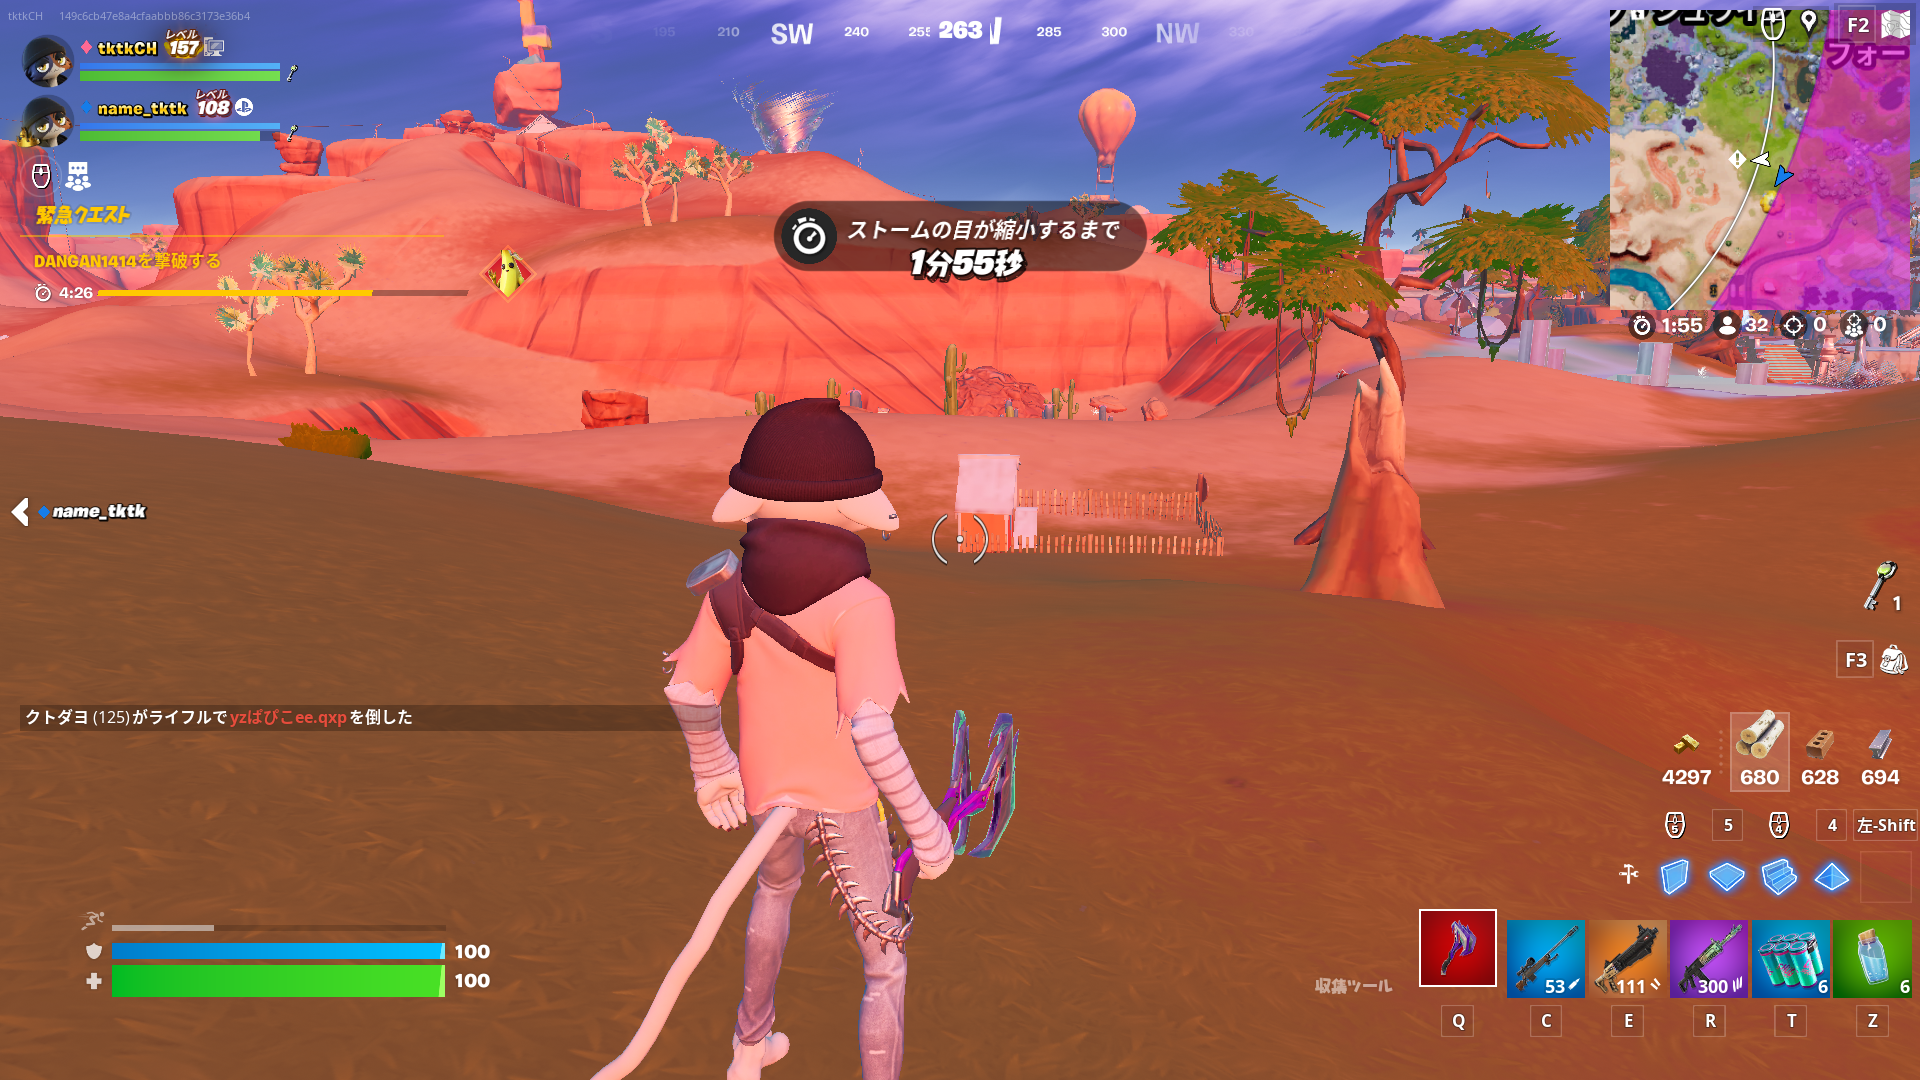 tktkCH 149c6cb47e8a4cfaabbb86c3173e36b4
tktkCH レベル 157
name_tktk レベル 108
緊急クエスト
DANGAN1414を撃破する
4:26
195 210 SW 240 255 263 285 300 NW 330
ストームの目が縮小するまで
1分55秒
F2
フォー
1:55 32 0 0
name_tktk
クトダヨ (125)がライフルでyzぱぴこee.qxpを倒した
1
F3
4297 680 628 694
5 5 4 4 左-Shift
100
100
収集ツール
53 111 300 6 6
Q C E R T Z